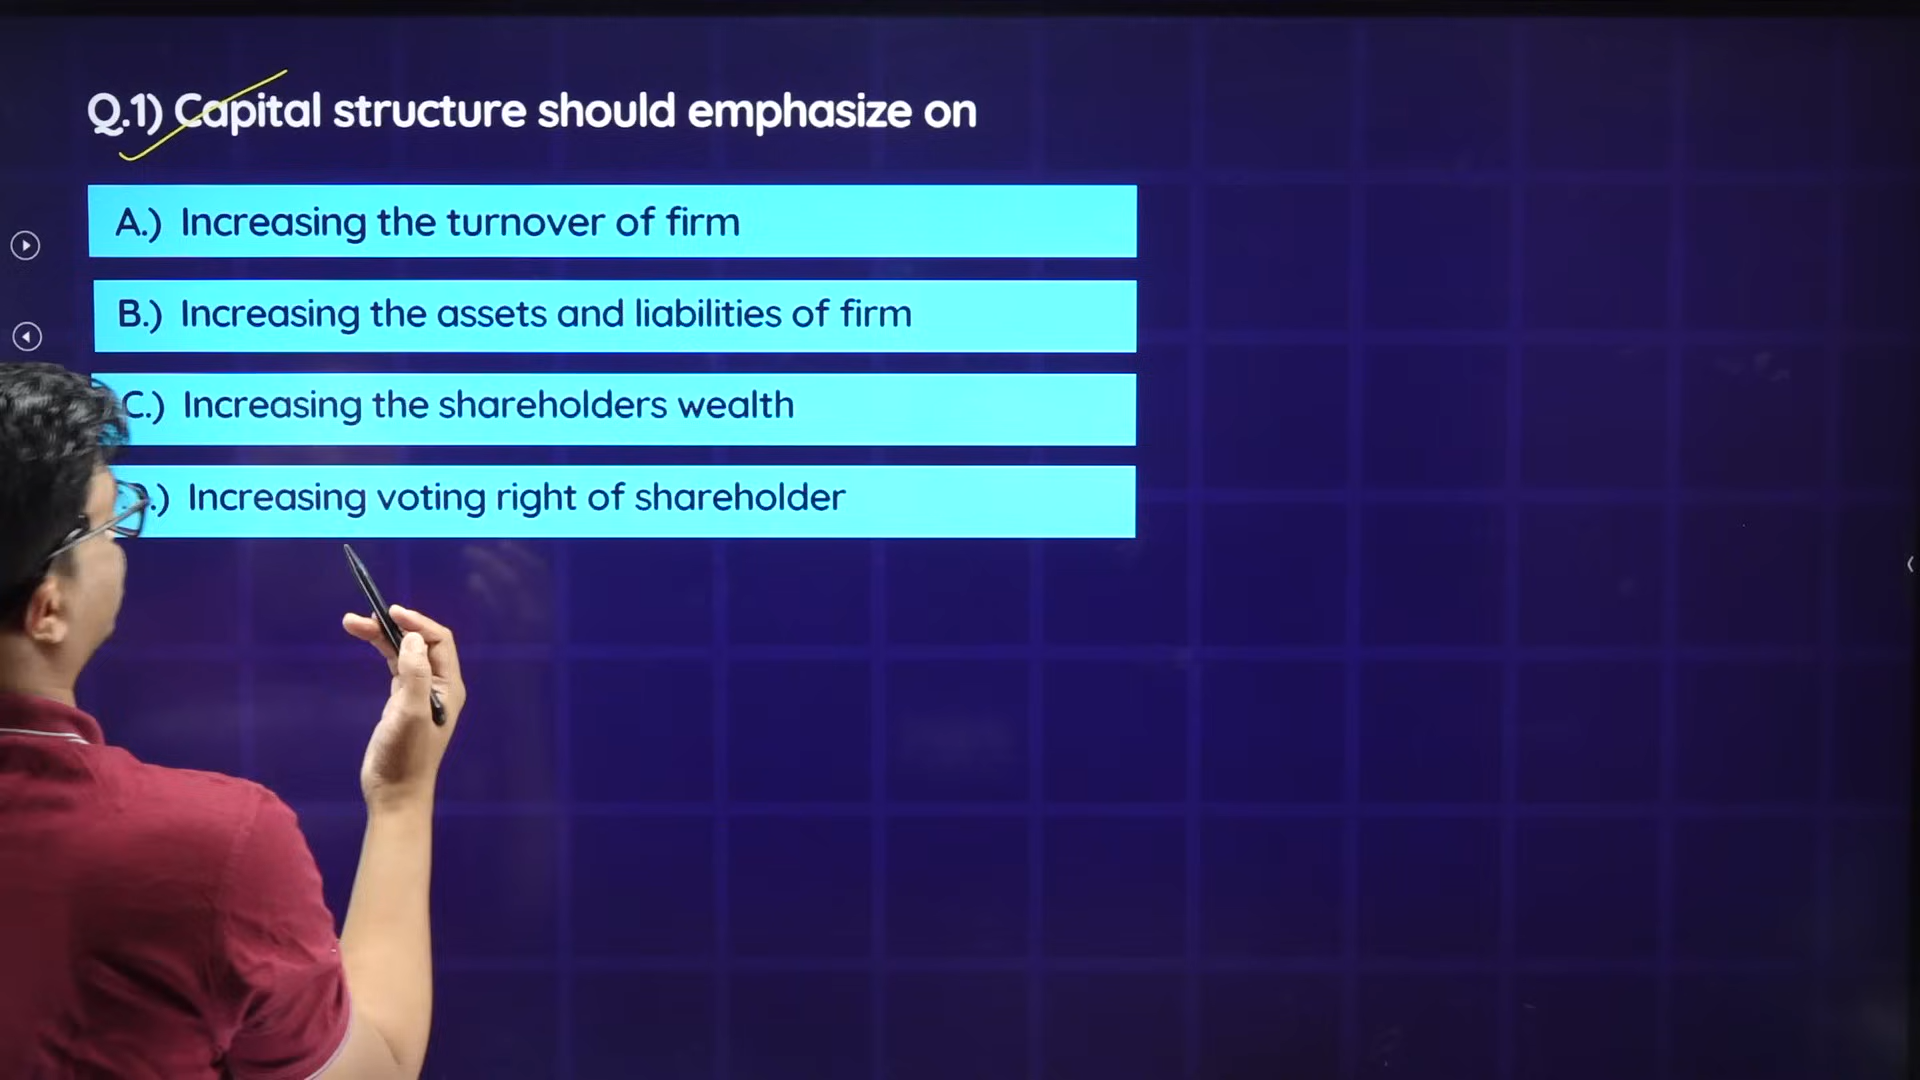 Q.1) Capital structure should emphasize on
A.) Increasing the turnover of firm
B.) Increasing the assets and liabilities of firm
C.) Increasing the shareholders wealth
.) Increasing voting right of shareholder